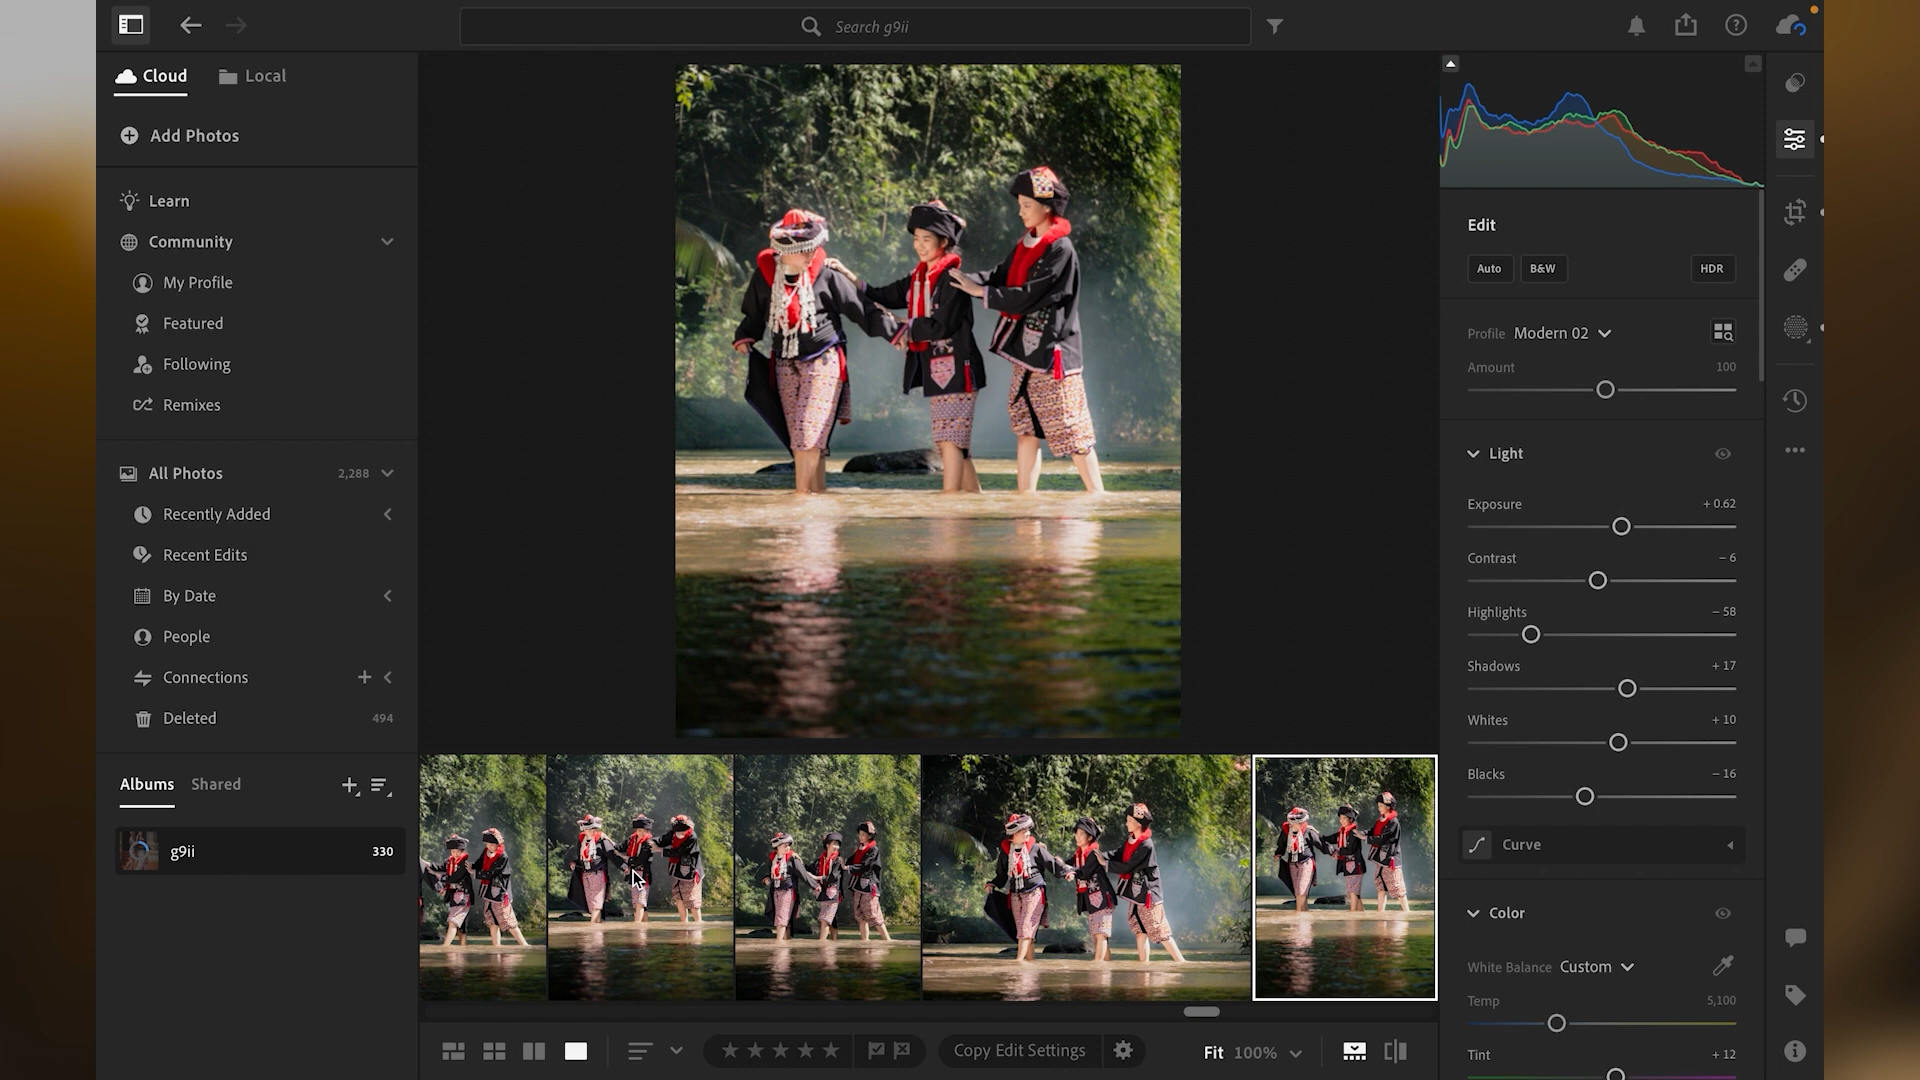 Search g9ii
Cloud
Local
Add Photos
Learn
Community
My Profile
Featured
Following
Remixes
All Photos 2,288
Recently Added
Recent Edits
By Date
People
Connections
Deleted 494
Albums
Shared
g9ii 330
Copy Edit Settings
Fit 100%
Edit
Auto
B&W
HDR
Profile Modern 02
Amount 100
Light
Exposure + 0.62
Contrast – 6
Highlights – 58
Shadows + 17
Whites + 10
Blacks – 16
Curve
Color
White Balance Custom
Temp 5,100
Tint + 12